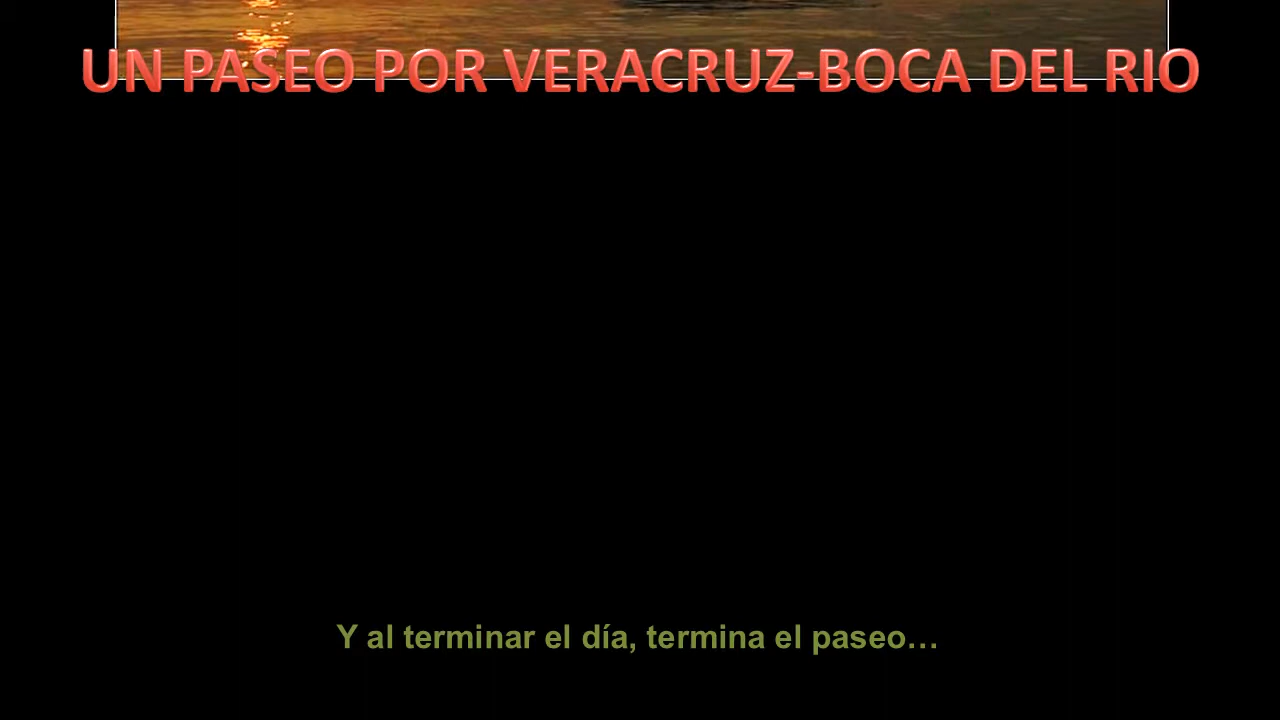 UN PASEO POR VERACRUZ-BOCA DEL RIO
Y al terminar el día, termina el paseo…